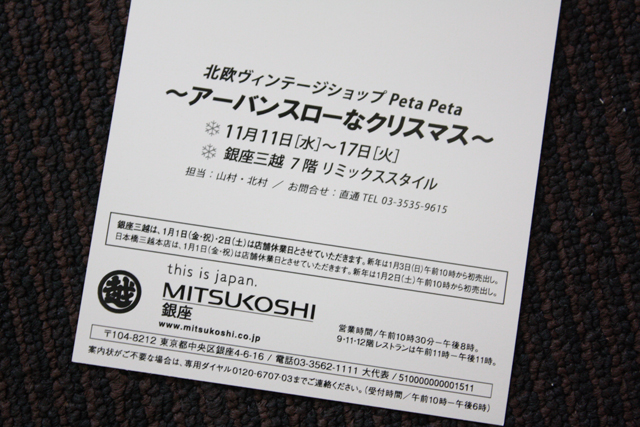 北欧ヴィンテージショップ Peta Peta
〜アーバンスローなクリスマス〜
11月11日[水]〜17日[火]
銀座三越 7階 リミックススタイル
担当：山村・北村 / お問合せ：直通 TEL 03-3535-9615
銀座三越は、1月1日(金・祝)・2日(土)は店舗休業日とさせていただきます。新年は1月3日(日)午前10時から初売出し。
日本橋三越本店は、1月1日(金・祝)は店舗休業日とさせていただきます。新年は1月2日(土)午前10時から初売出し。
越
this is japan.
MITSUKOSHI
銀座
www.mitsukoshi.co.jp
営業時間／午前10時30分－午後8時。
9・11・12階レストランは午前11時－午後11時。
〒104-8212 東京都中央区銀座4-6-16 / 電話03-3562-1111 大代表 / 510000000001511
案内状がご不要な場合は、専用ダイヤル0120-6707-03までご連絡ください。(受付時間／午前10時－午後6時)